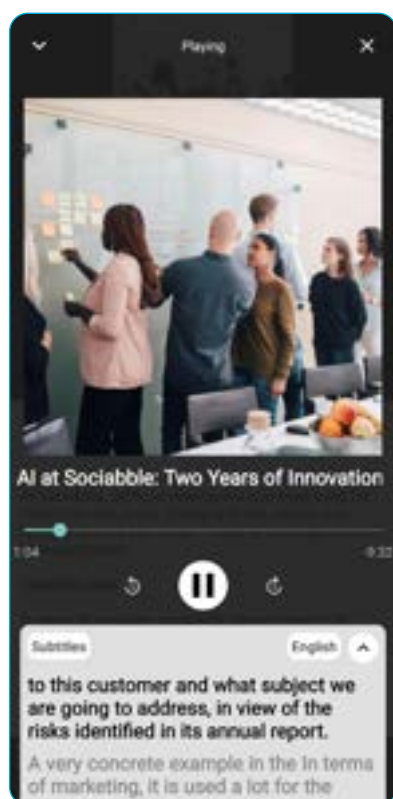 Playing
AI at Sociabble: Two Years of Innovation
1:04
-9:32
Subtitles
English
to this customer and what subject we
are going to address, in view of the
risks identified in its annual report.
A very concrete example in the In terms
of marketing, it is used a lot for the